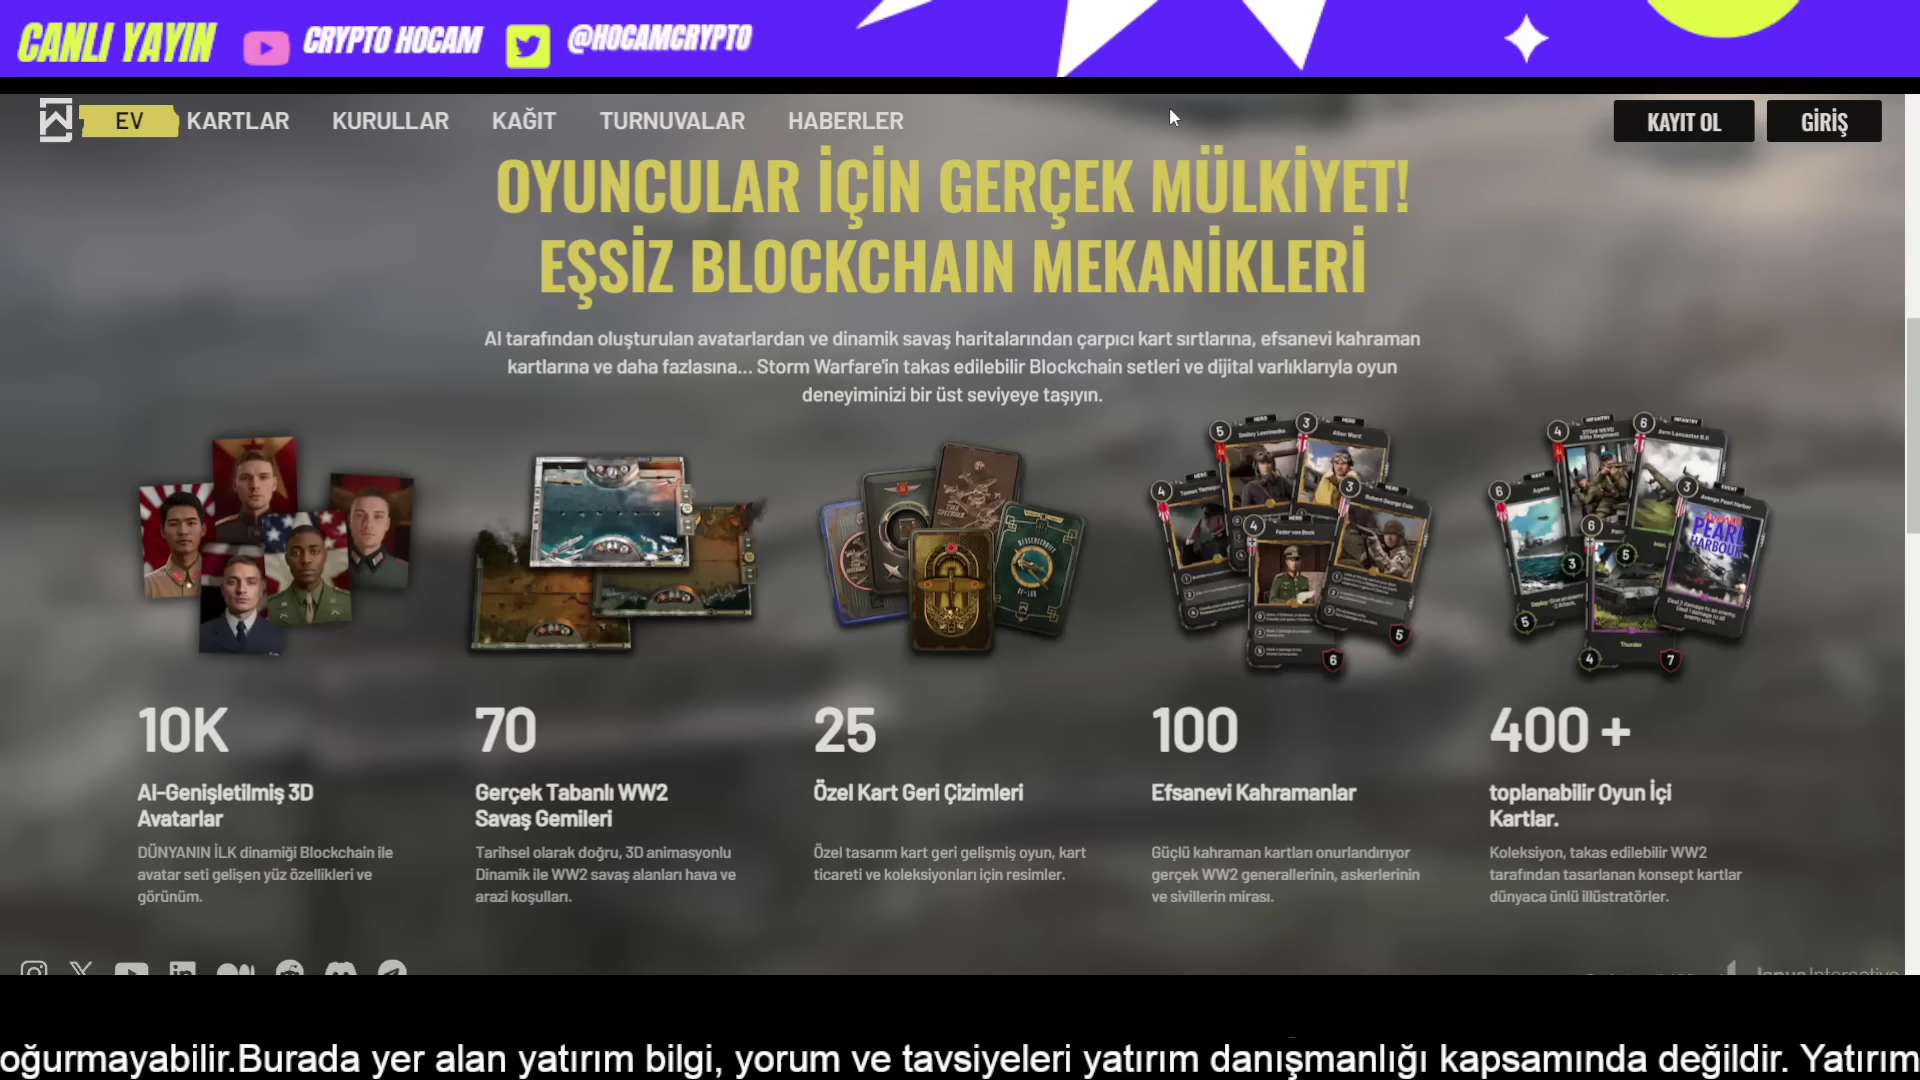 CANLI YAYIN CRYPTO HOCAM @HOCAMCRYPTO
EV KARTLAR KURULLAR KAĞIT TURNUVALAR HABERLER KAYIT OL GİRİŞ
OYUNCULAR İÇİN GERÇEK MÜLKİYET!
EŞSİZ BLOCKCHAIN MEKANİKLERİ
AI tarafından oluşturulan avatarlardan ve dinamik savaş haritalarından çarpıcı kart sırtlarına, efsanevi kahraman
kartlarına ve daha fazlasına... Storm Warfare'in takas edilebilir Blockchain setleri ve dijital varlıklarıyla oyun
deneyiminizi bir üst seviyeye taşıyın.
10K
AI-Genişletilmiş 3D
Avatarlar
DÜNYANIN İLK dinamiği Blockchain ile
avatar seti gelişen yüz özellikleri ve
görünüm.
70
Gerçek Tabanlı WW2
Savaş Gemileri
Tarihsel olarak doğru, 3D animasyonlu
Dinamik ile WW2 savaş alanları hava ve
arazi koşulları.
25
Özel Kart Geri Çizimleri
Özel tasarım kart geri gelişmiş oyun, kart
ticareti ve koleksiyonları için resimler.
100
Efsanevi Kahramanlar
Güçlü kahraman kartları onurlandırıyor
gerçek WW2 generallerinin, askerlerinin
ve sivillerin mirası.
400 +
toplanabilir Oyun İçi
Kartlar.
Koleksiyon, takas edilebilir WW2
tarafından tasarlanan konsept kartlar
dünyaca ünlü illüstratörler.
PEARL
HARBOUR
Thunder
oğurmayabilir.Burada yer alan yatırım bilgi, yorum ve tavsiyeleri yatırım danışmanlığı kapsamında değildir. Yatırım